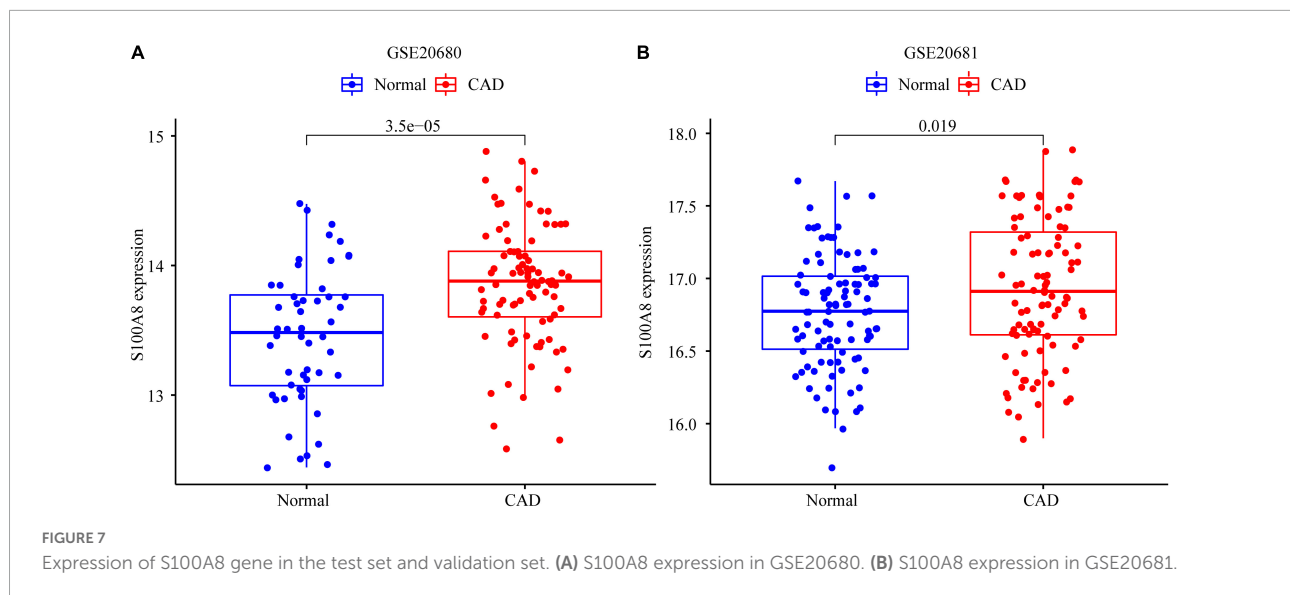 A
GSE20680
Normal CAD
3.5e−05
15
14
13
S100A8 expression
Normal
CAD
B
GSE20681
Normal CAD
0.019
18.0
17.5
17.0
16.5
16.0
S100A8 expression
Normal
CAD
FIGURE 7
Expression of S100A8 gene in the test set and validation set. (A) S100A8 expression in GSE20680. (B) S100A8 expression in GSE20681.